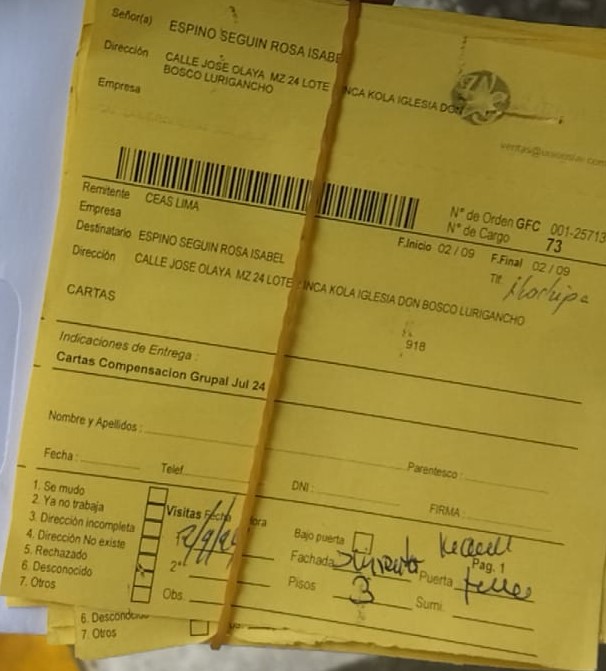 Señor(a) ESPINO SEGUIN ROSA ISABE
Dirección CALLE JOSE OLAYA MZ 24 LOTE INCA KOLA IGLESIA DON
BOSCO LURIGANCHO
Empresa
Remitente CEAS LIMA
Empresa
N° de Orden GFC 001-25713
N° de Cargo 73
Destinatario ESPINO SEGUIN ROSA ISABEL
F.Inicio 02 / 09 F.Final 02 / 09
Dirección CALLE JOSE OLAYA MZ 24 LOTE INCA KOLA IGLESIA DON BOSCO LURIGANCHO
Tit.
CARTAS
918
Indicaciones de Entrega :
Cartas Compensacion Grupal Jul 24
Nombre y Apellidos :
Parentesco :
Fecha : Telef DNI : FIRMA :
1. Se mudo
2. Ya no trabaja
3. Dirección incompleta
4. Dirección No existe
5. Rechazado
6. Desconocido
7. Otros
Visitas Fecha Hora
2°
Obs.
Bajo puerta
Pag. 1
Fachada Puerta
Pisos 3 Sumi.
6. Desconocido
7. Otros